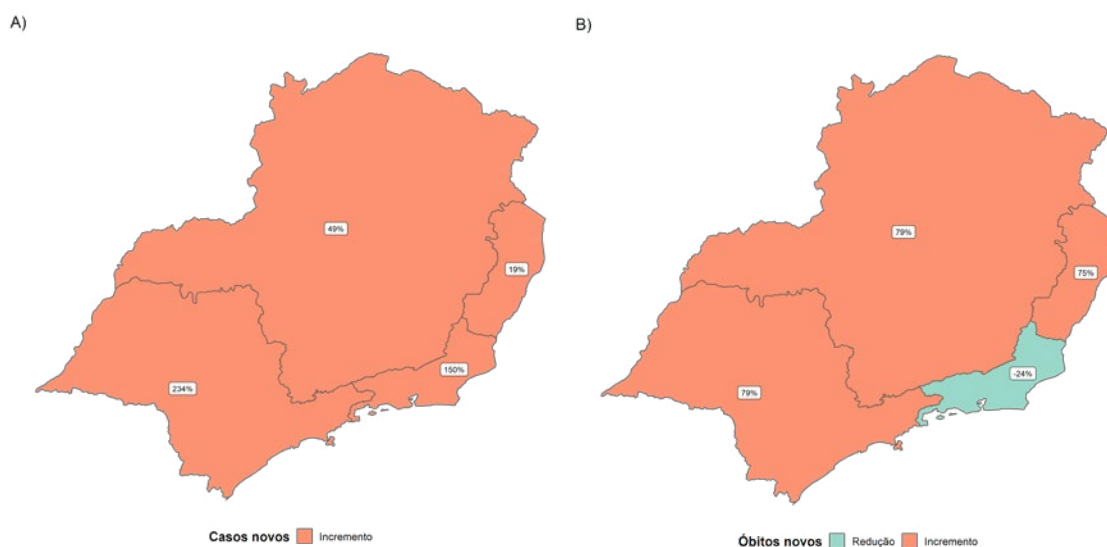 A)
49%
19%
150%
234%
Casos novos Incremento
B)
79%
75%
-24%
79%
Óbitos novos Redução Incremento